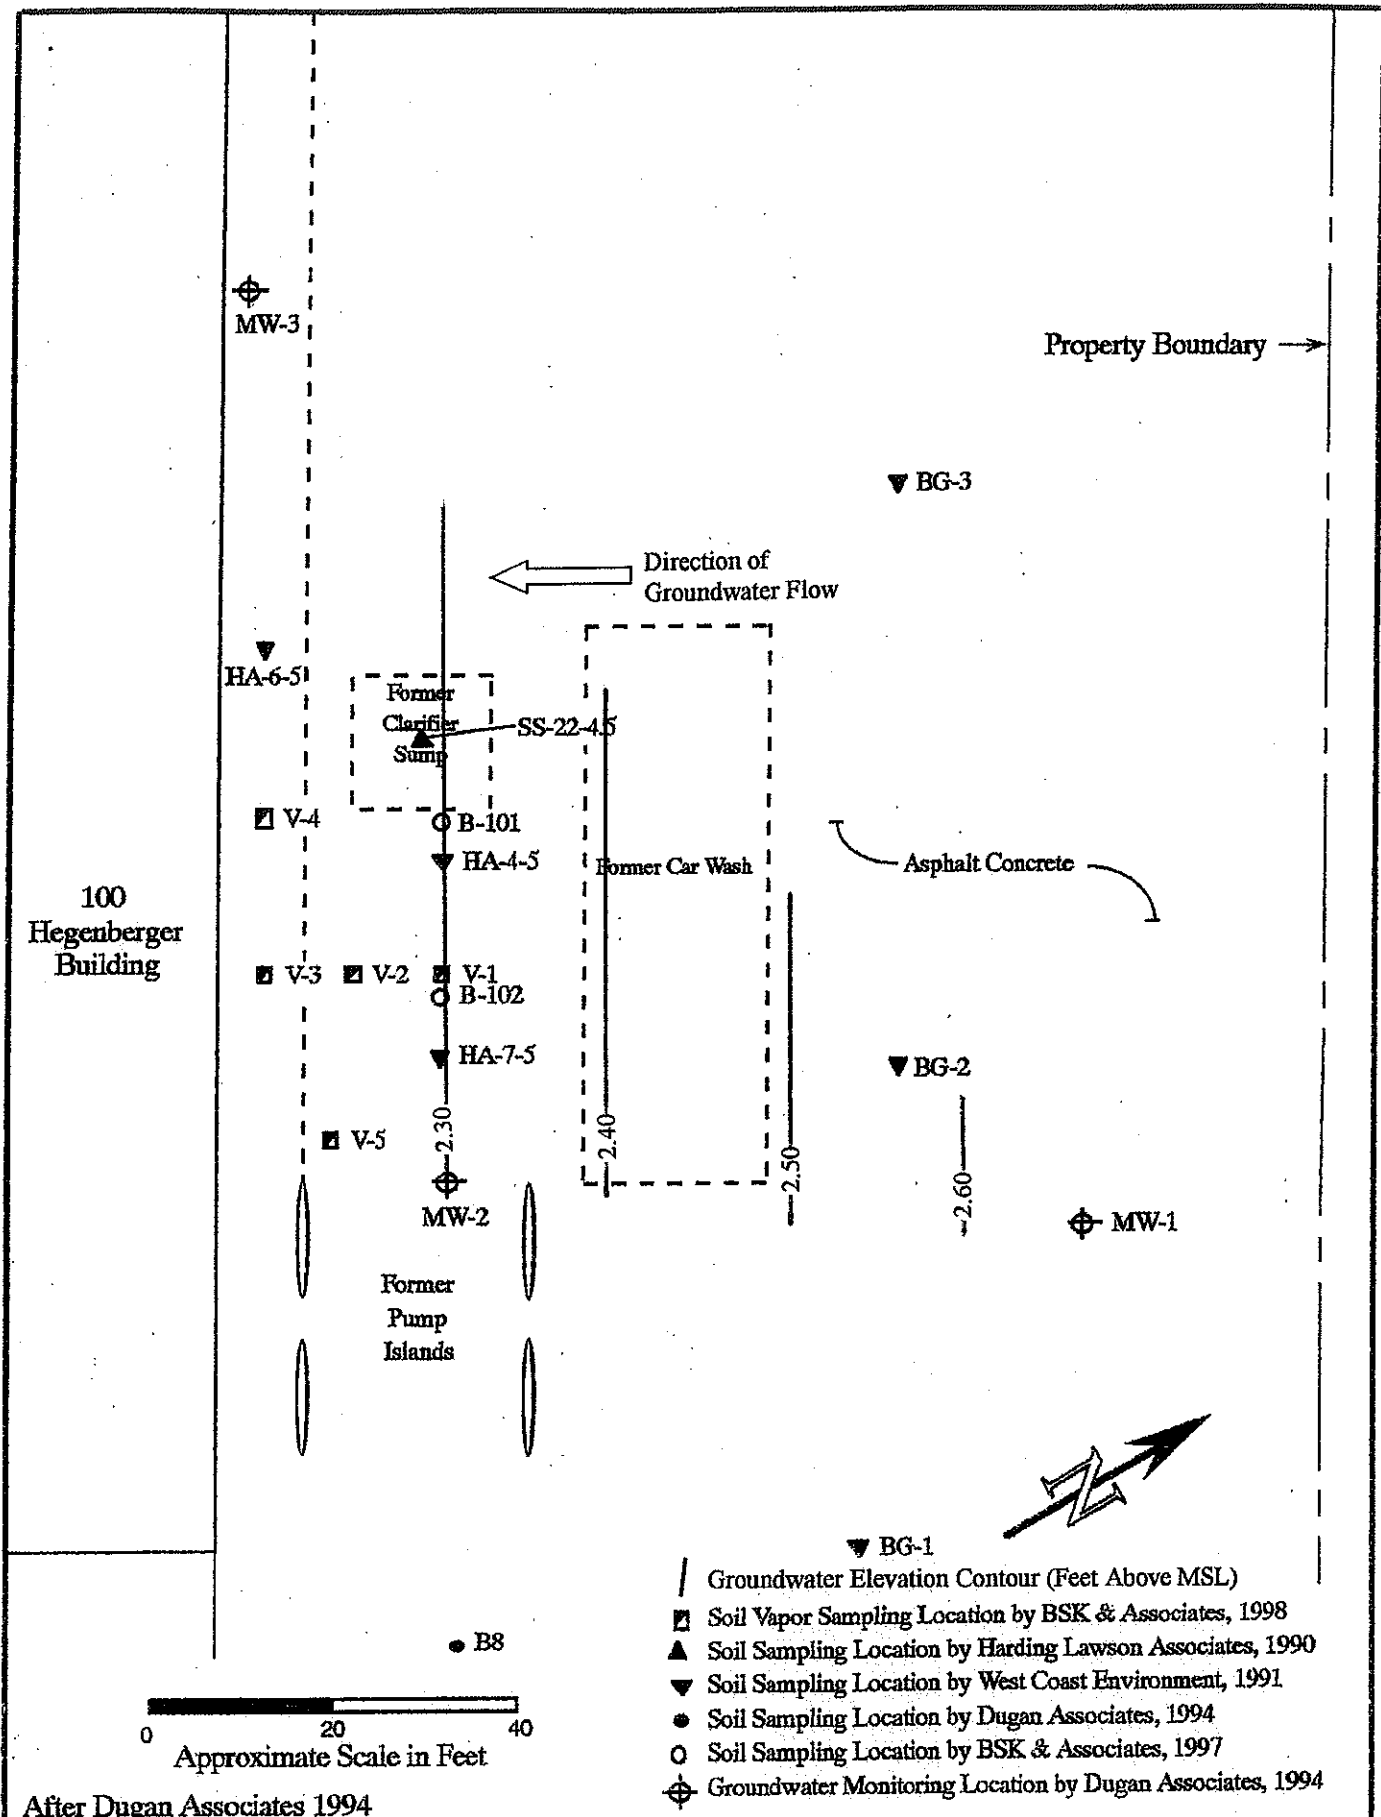 MW-3
Property Boundary
BG-3
Direction of
Groundwater Flow
HA-6-5
Former
Clarifier
Sump
SS-22-4.5
V-4
B-101
HA-4-5
Former Car Wash
Asphalt Concrete
100
Hegenberger
Building
V-3
V-2
V-1
B-102
HA-7-5
BG-2
V-5
2.30
2.40
2.50
2.60
MW-2
MW-1
Former
Pump
Islands
N
BG-1
B8
Groundwater Elevation Contour (Feet Above MSL)
Soil Vapor Sampling Location by BSK & Associates, 1998
Soil Sampling Location by Harding Lawson Associates, 1990
Soil Sampling Location by West Coast Environment, 1991
Soil Sampling Location by Dugan Associates, 1994
Soil Sampling Location by BSK & Associates, 1997
Groundwater Monitoring Location by Dugan Associates, 1994
0 20 40
Approximate Scale in Feet
After Dugan Associates 1994